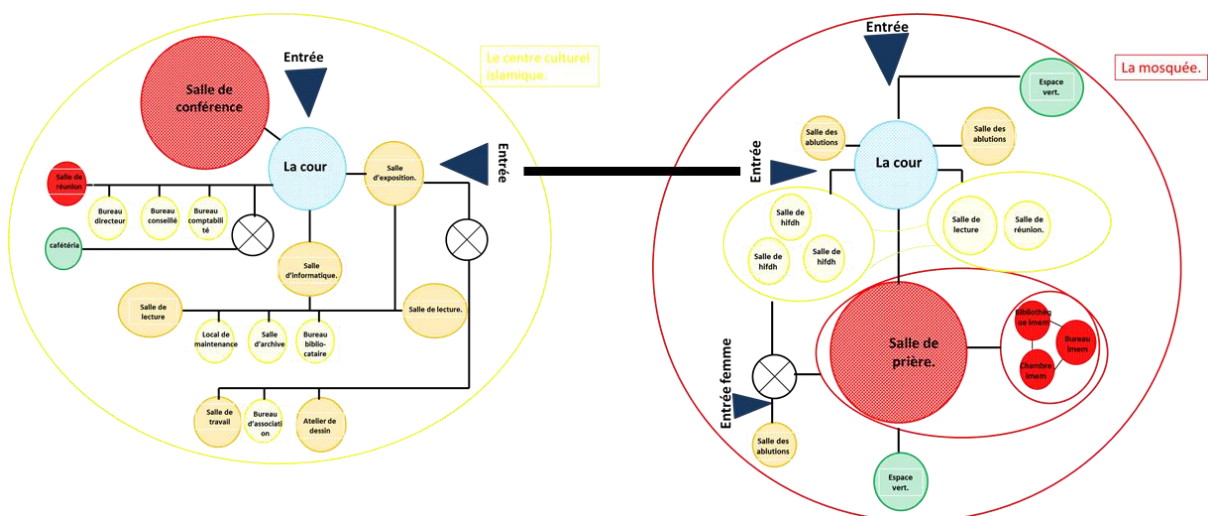 Entrée
Le centre culturel
islamique.
Salle de
conférence
La cour
Salle
d'exposition.
Entrée
Salle de
réunion
Bureau
directeur
Bureau
conseillé
Bureau
comptabili
té
cafétéria
Salle
d'informatique.
Salle de
lecture
Salle de lecture.
Local de
maintenance
Salle
d'archive
Bureau
biblio-
cataire
Salle de
travail
Bureau
d'associati
on
Atelier de
dessin
Entrée
La mosquée.
Espace
vert.
Salle des
ablutions
Salle des
ablutions
La cour
Entrée
Salle de
hifdh
Salle de
hifdh
Salle de
hifdh
Salle de
lecture
Salle de
réunion.
Salle de
prière.
Bibliotheq
ue imem
Bureau
imem
Chambre
imem
Entrée femme
Salle des
ablutions
Espace
vert.